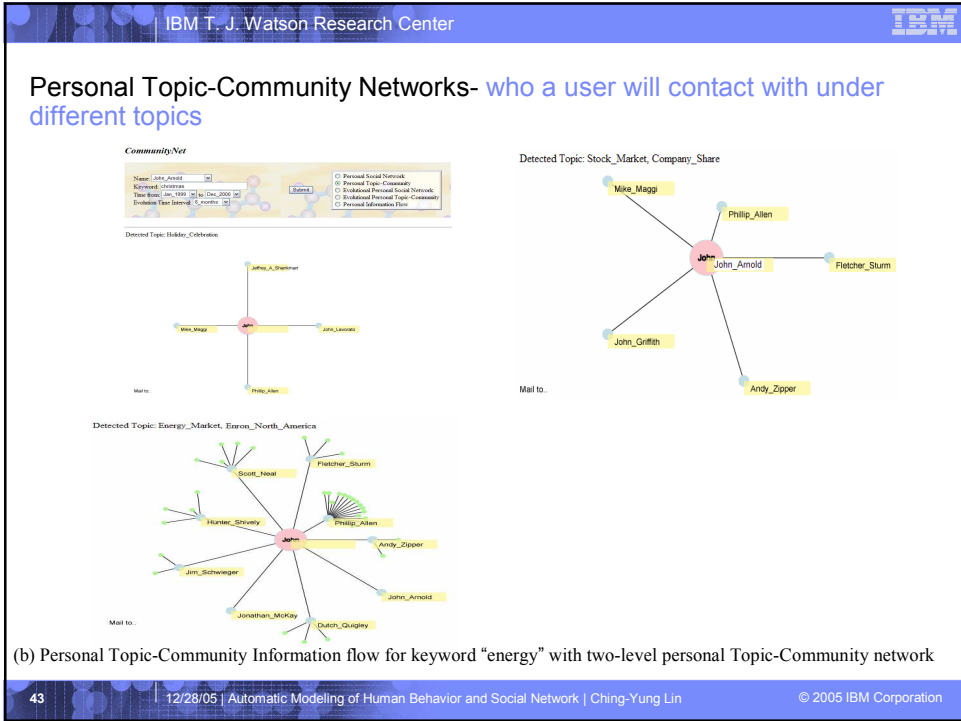 IBM T. J. Watson Research Center
IBM
Personal Topic-Community Networks- who a user will contact with under
different topics
CommunityNet
Name: John_Arnold
Keyword: christmas
Time from: Jan_1999 to Dec_2000
Evolution Time Interval: 6_months
Submit
Personal Social Network
Personal Topic-Community
Evolutional Personal Social Network
Evolutional Personal Topic-Community
Personal Information Flow
Detected Topic: Holiday_Celebration
Jeffrey_A_Shankman
Mike_Maggi
John
John_Lavorato
Mail to..
Phillip_Allen
Detected Topic: Stock_Market, Company_Share
Mike_Maggi
Phillip_Allen
John
John_Arnold
Fletcher_Sturm
John_Griffith
Mail to..
Andy_Zipper
Detected Topic: Energy_Market, Enron_North_America
Fletcher_Sturm
Scott_Neal
Hunter_Shively
Phillip_Allen
John
Andy_Zipper
Jim_Schwieger
John_Arnold
Jonathan_McKay
Mail to..
Dutch_Quigley
(b) Personal Topic-Community Information flow for keyword “energy” with two-level personal Topic-Community network
43
12/28/05 | Automatic Modeling of Human Behavior and Social Network | Ching-Yung Lin
© 2005 IBM Corporation